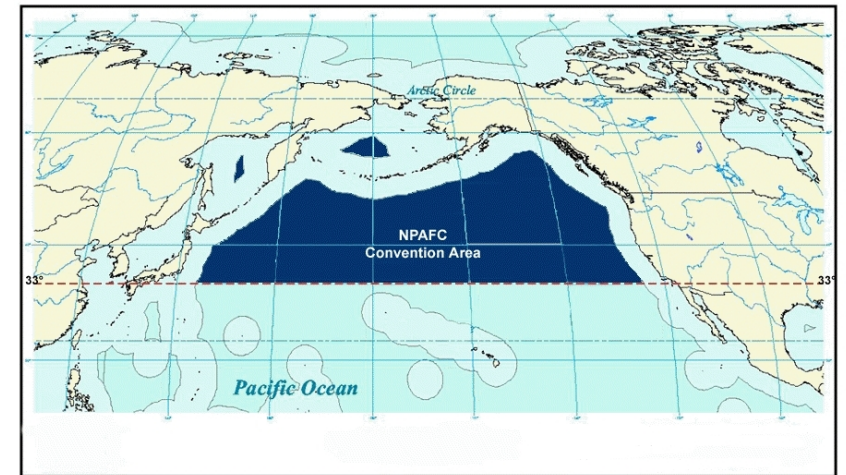 Arctic Circle
NPAFC
Convention Area
33°
33°
Pacific Ocean